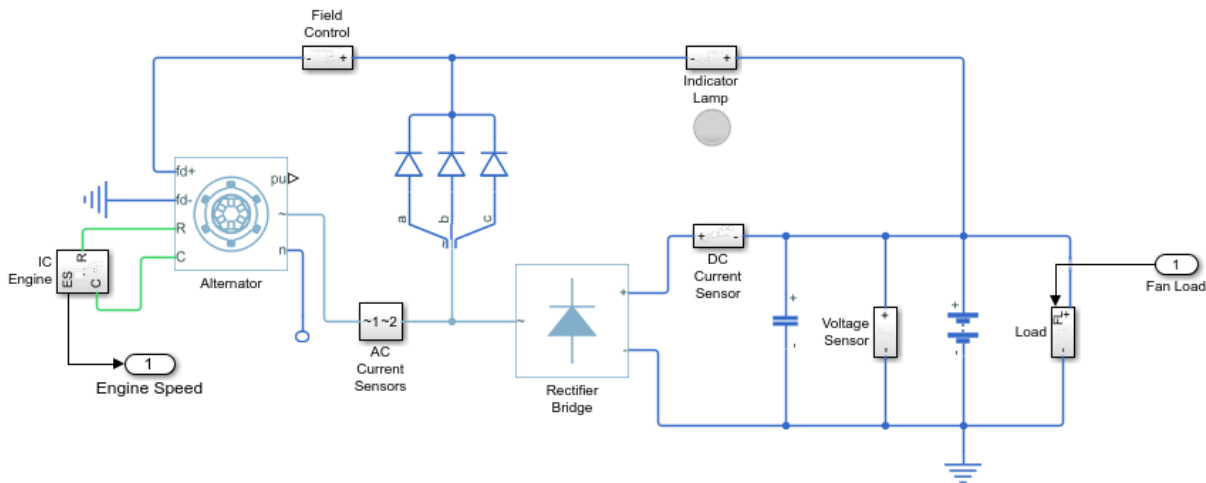 Field
Control
- +
- +
Indicator
Lamp
fd+
pu
fd-
~
R
n
C
Alternator
a
b
c
IC
Engine
R
ES
C
1
Engine Speed
~1 ~2
AC
Current
Sensors
~
+
-
Rectifier
Bridge
+ -
DC
Current
Sensor
+
-
Voltage
Sensor
+
-
+
-
Load
FL
+
-
1
Fan Load